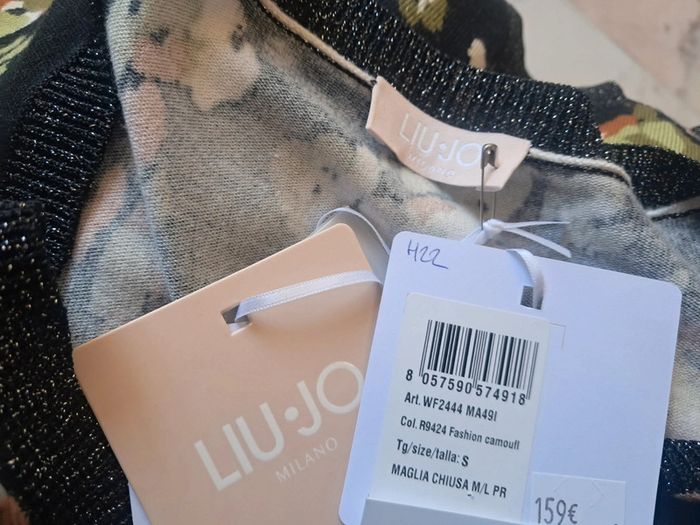 LIU·JO
MILANO
H22
LIU·JO
MILANO
8 057590 574918
Art. WF2444 MA49I
Col. R9424 Fashion camoufl
Tg/size/talla: S
MAGLIA CHIUSA M/L PR
159€